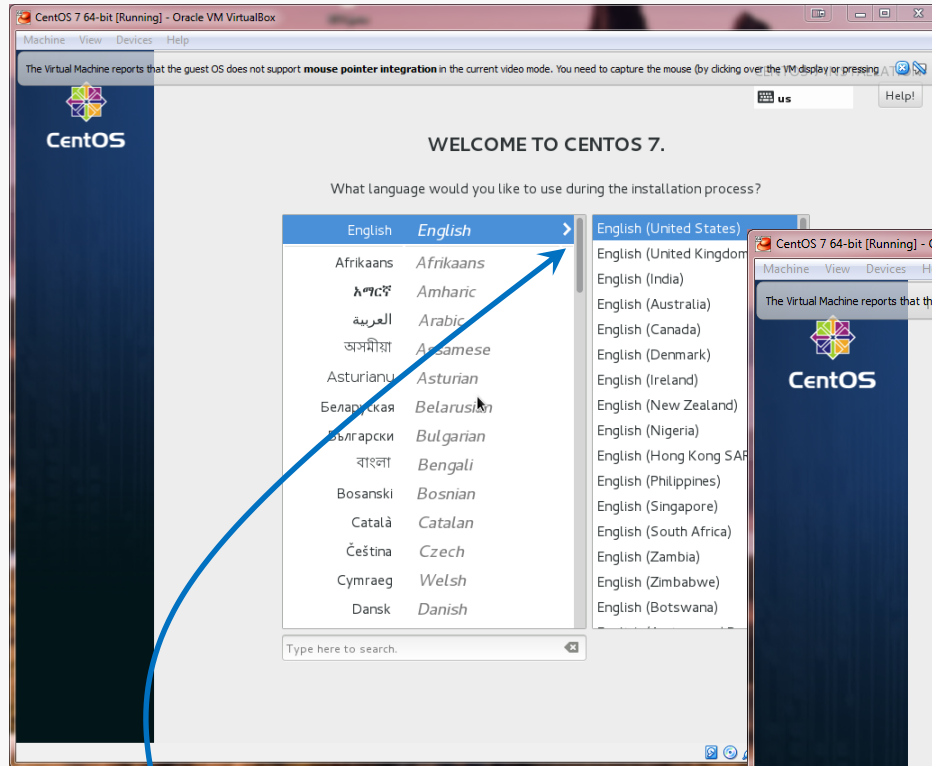 CentOS 7 64-bit [Running] - Oracle VM VirtualBox
Machine View Devices Help
The Virtual Machine reports that the guest OS does not support mouse pointer integration in the current video mode. You need to capture the mouse (by clicking over the VM display or pressing
us
Help!
CentOS
WELCOME TO CENTOS 7.
What language would you like to use during the installation process?
English English
Afrikaans Afrikaans
አማርኛ Amharic
العربية Arabic
অসমীয়া Assamese
Asturianu Asturian
Беларуская Belarusian
Български Bulgarian
বাংলা Bengali
Bosanski Bosnian
Català Catalan
Čeština Czech
Cymraeg Welsh
Dansk Danish
Type here to search.
English (United States)
English (United Kingdom
English (India)
English (Australia)
English (Canada)
English (Denmark)
English (Ireland)
English (New Zealand)
English (Nigeria)
English (Hong Kong SAR
English (Philippines)
English (Singapore)
English (South Africa)
English (Zambia)
English (Zimbabwe)
English (Botswana)
CentOS 7 64-bit [Running] -
Machine View Devices
The Virtual Machine reports that th
CentOS